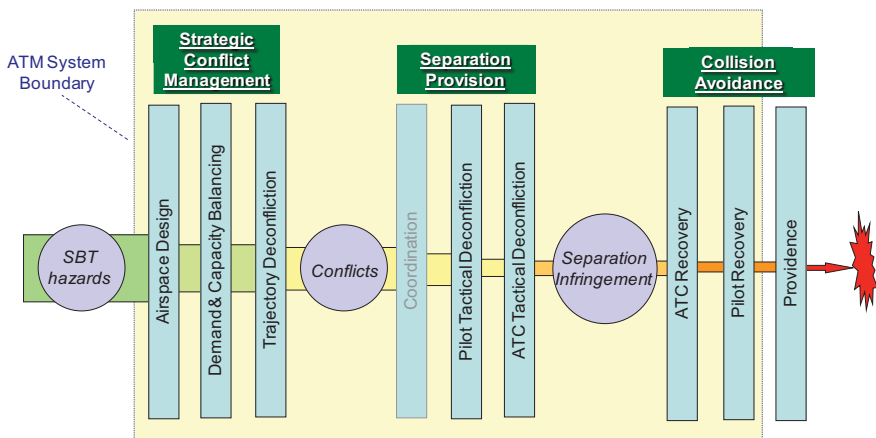 Strategic
Conflict
Management
Separation
Provision
Collision
Avoidance
ATM System
Boundary
SBT
hazards
Airspace Design
Demand & Capacity Balancing
Trajectory Deconfliction
Conflicts
Coordination
Pilot Tactical Deconfliction
ATC Tactical Deconfliction
Separation
Infringement
ATC Recovery
Pilot Recovery
Providence